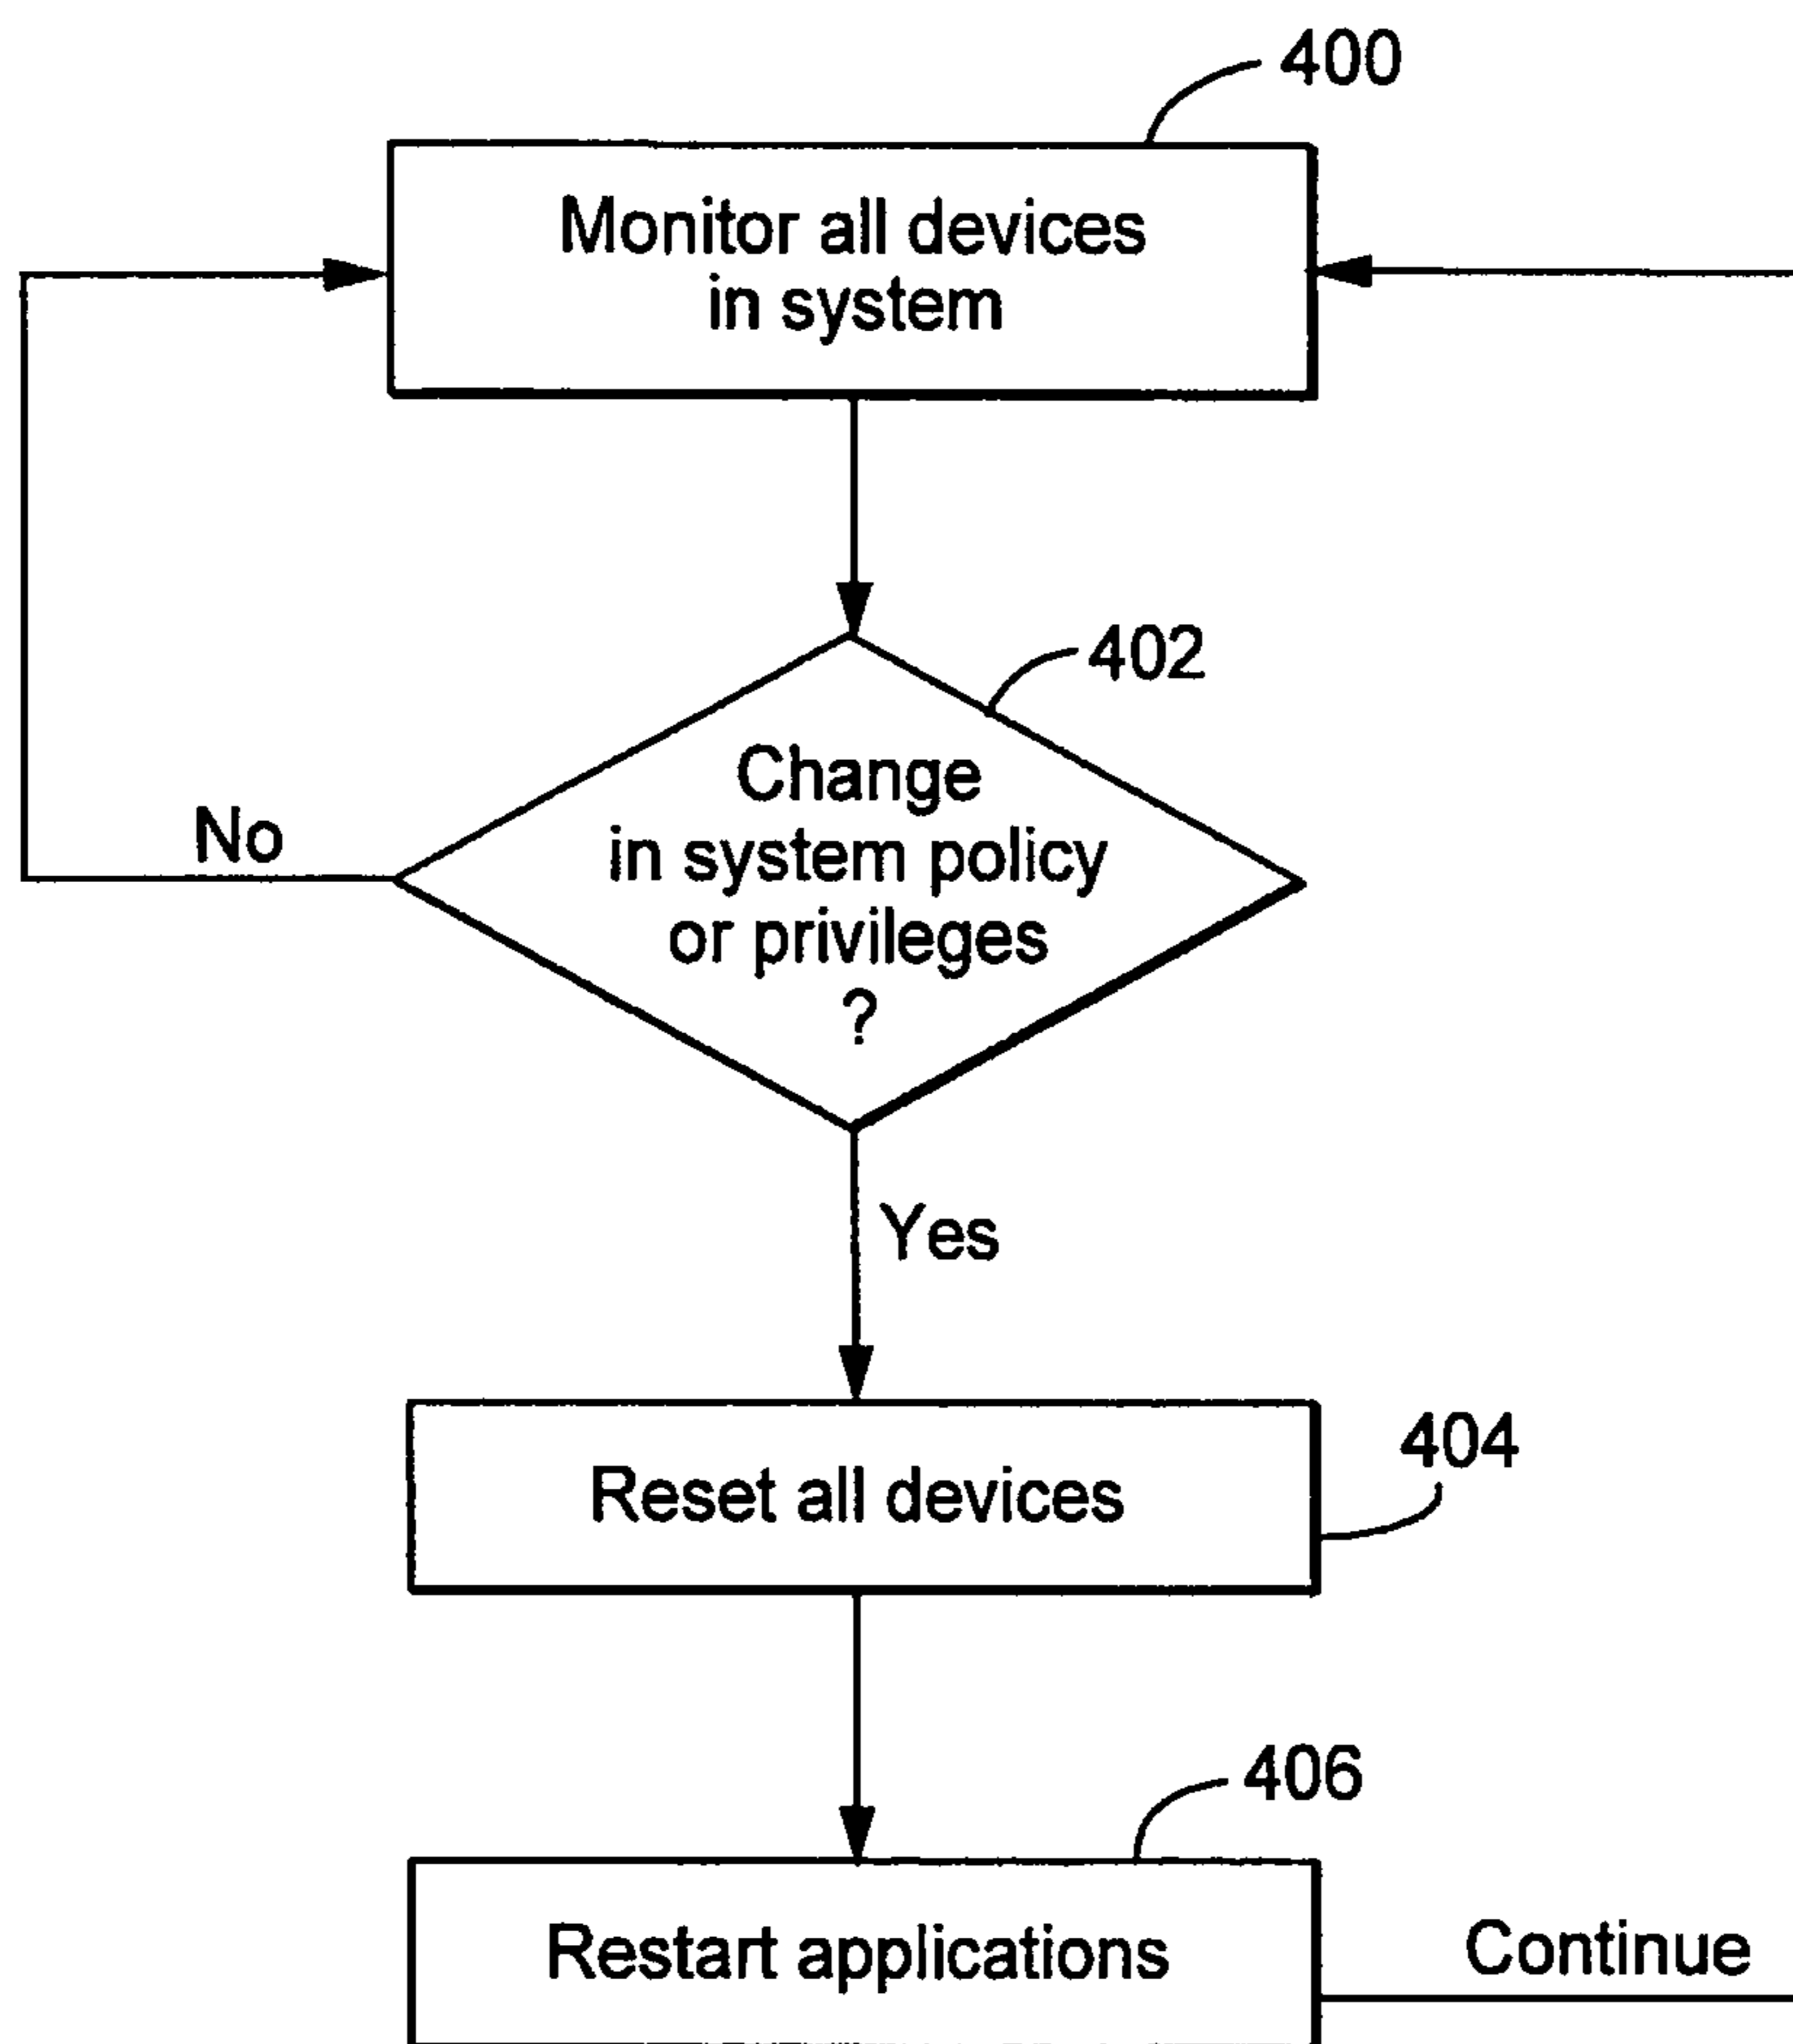 400
Monitor all devices
in system
402
Change
in system policy
or privileges
?
No
Yes
404
Reset all devices
406
Restart applications
Continue